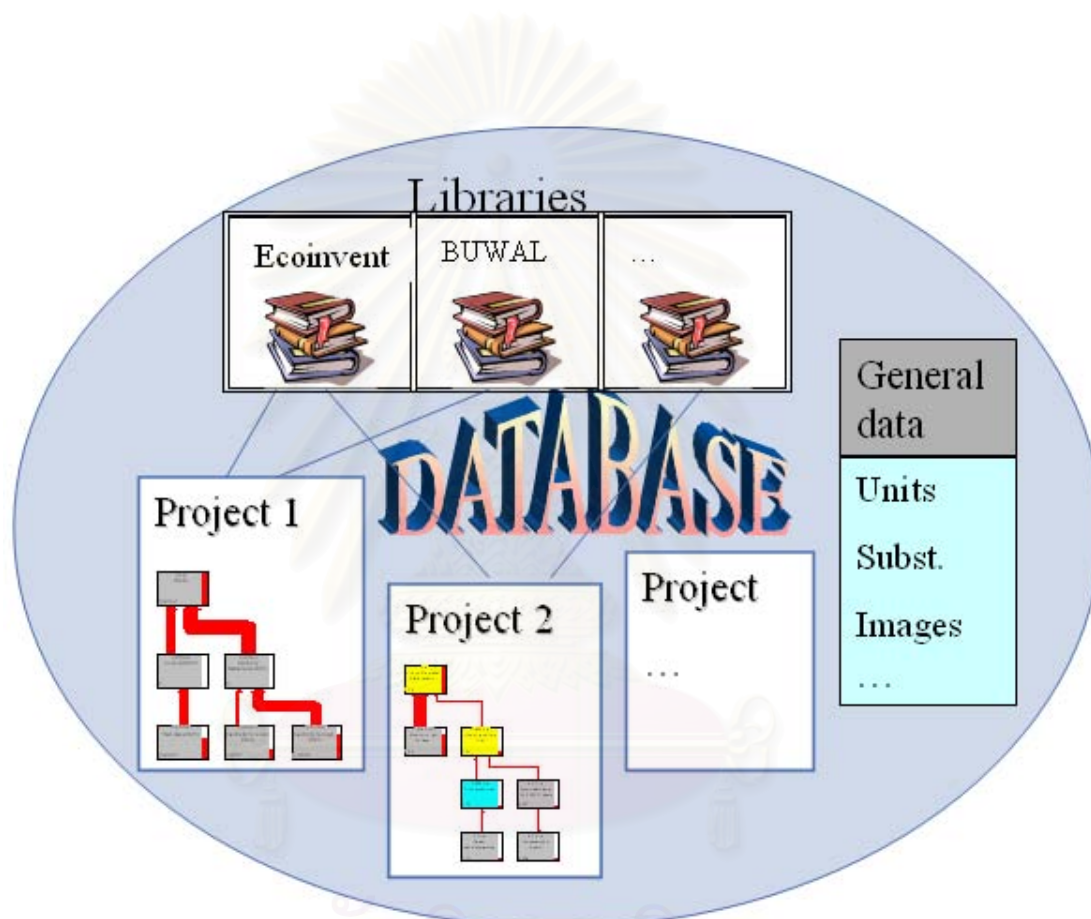 Libraries
Ecoinvent
BUWAL
…
DATABASE
General
data
Units
Subst.
Images
…
Project 1
Project 2
Project
…